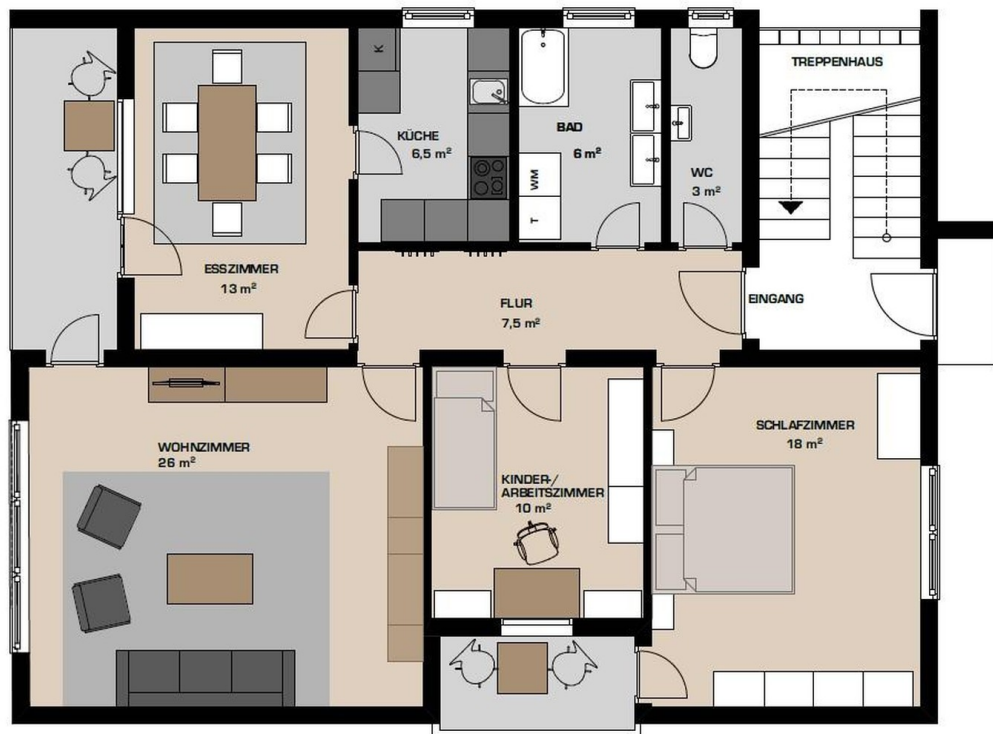 TREPPENHAUS
K
KÜCHE
6,5 m²
BAD
6 m²
WM
T
WC
3 m²
ESSZIMMER
13 m²
FLUR
7,5 m²
EINGANG
WOHNZIMMER
26 m²
KINDER-/
ARBEITSZIMMER
10 m²
SCHLAFZIMMER
18 m²